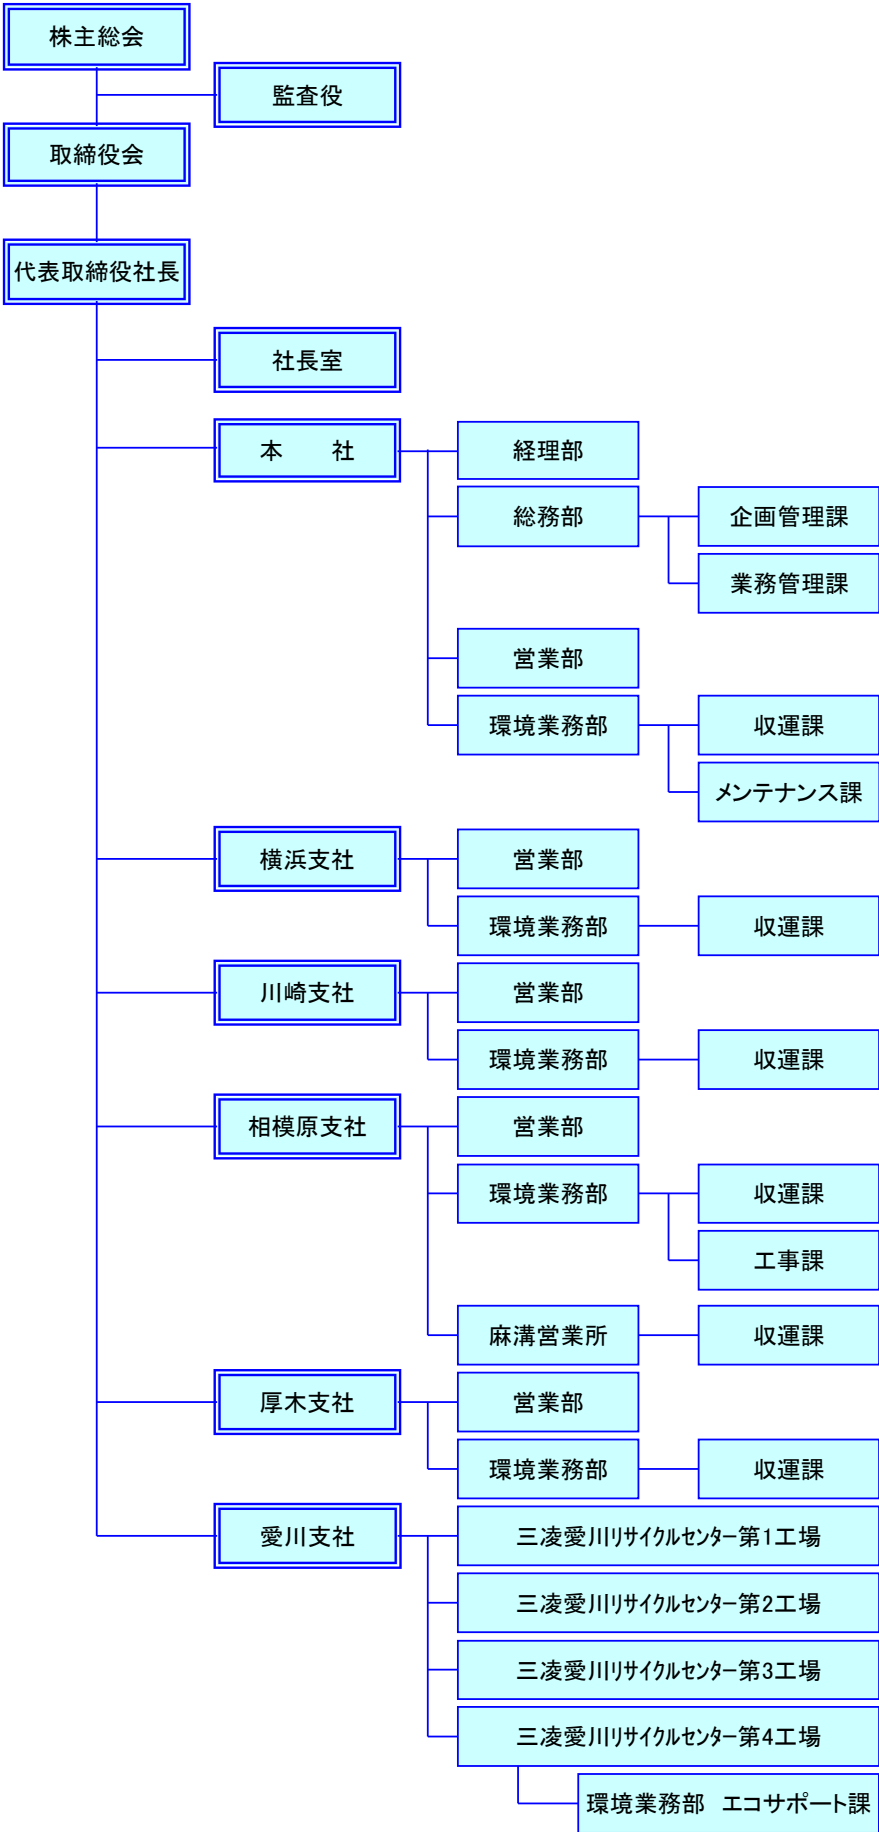 株主総会
監査役
取締役会
代表取締役社長
社長室
本　　社
経理部
総務部
企画管理課
業務管理課
営業部
環境業務部
収運課
メンテナンス課
横浜支社
営業部
環境業務部
収運課
川崎支社
営業部
環境業務部
収運課
相模原支社
営業部
環境業務部
収運課
工事課
麻溝営業所
収運課
厚木支社
営業部
環境業務部
収運課
愛川支社
三凌愛川ﾘｻｲｸﾙｾﾝﾀｰ第1工場
三凌愛川ﾘｻｲｸﾙｾﾝﾀｰ第2工場
三凌愛川ﾘｻｲｸﾙｾﾝﾀｰ第3工場
三凌愛川ﾘｻｲｸﾙｾﾝﾀｰ第4工場
環境業務部　エコサポート課